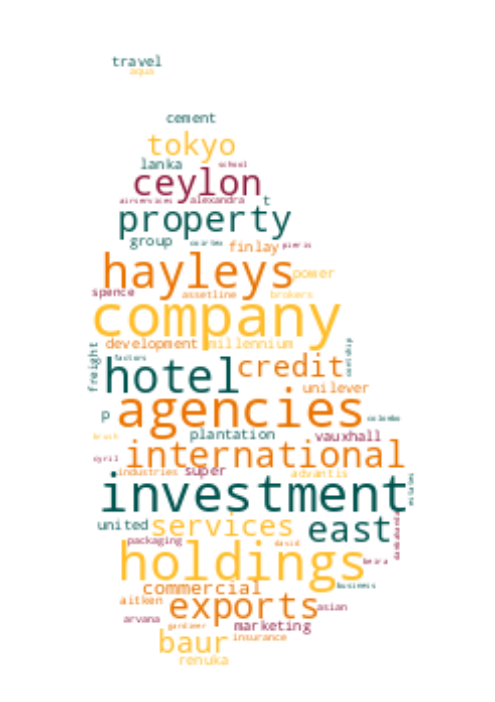 travel
aqua
cement
tokyo
lanka school
ceylon
airservices alexandra t
property
group finlay pieris
hayleys power
spence assetline brokers
company
development millennium
freight factors
hotel credit
unilever
p agencies colombo
brush plantation vauxhall
international
cyril
industries super advantis
investment estates
united services east
packaging david
holdings beira
commercial business
aitken exports asian
arvana gardiner marketing
baur insurance
renuka